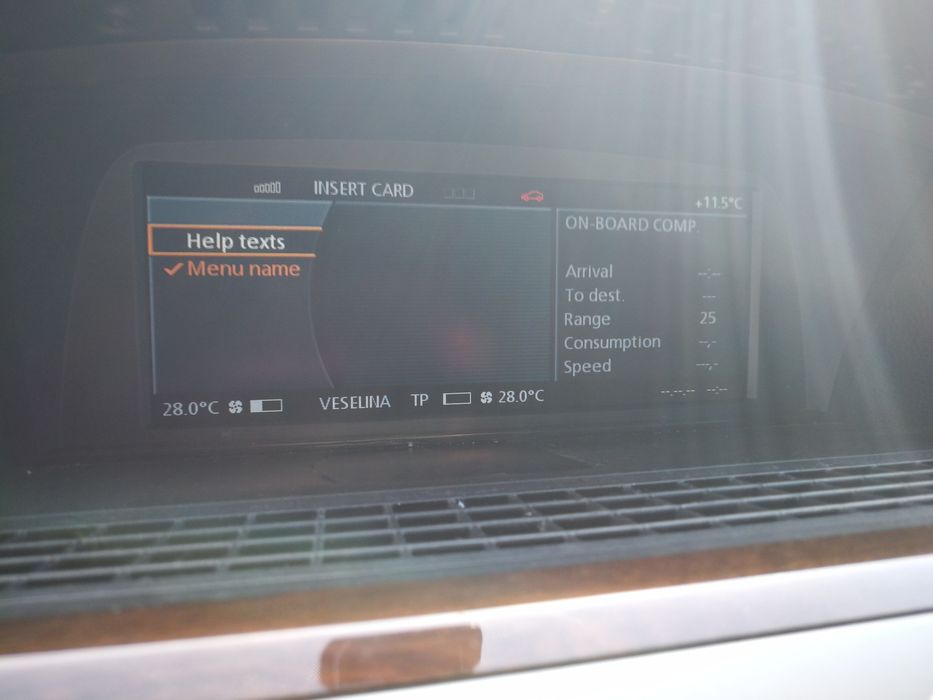 INSERT CARD
+11.5°C
Help texts
Menu name
ON-BOARD COMP.
Arrival --:--
To dest. ---
Range 25
Consumption --,-
Speed --,-
--.--.-- --:--
28.0°C VESELINA TP 28.0°C